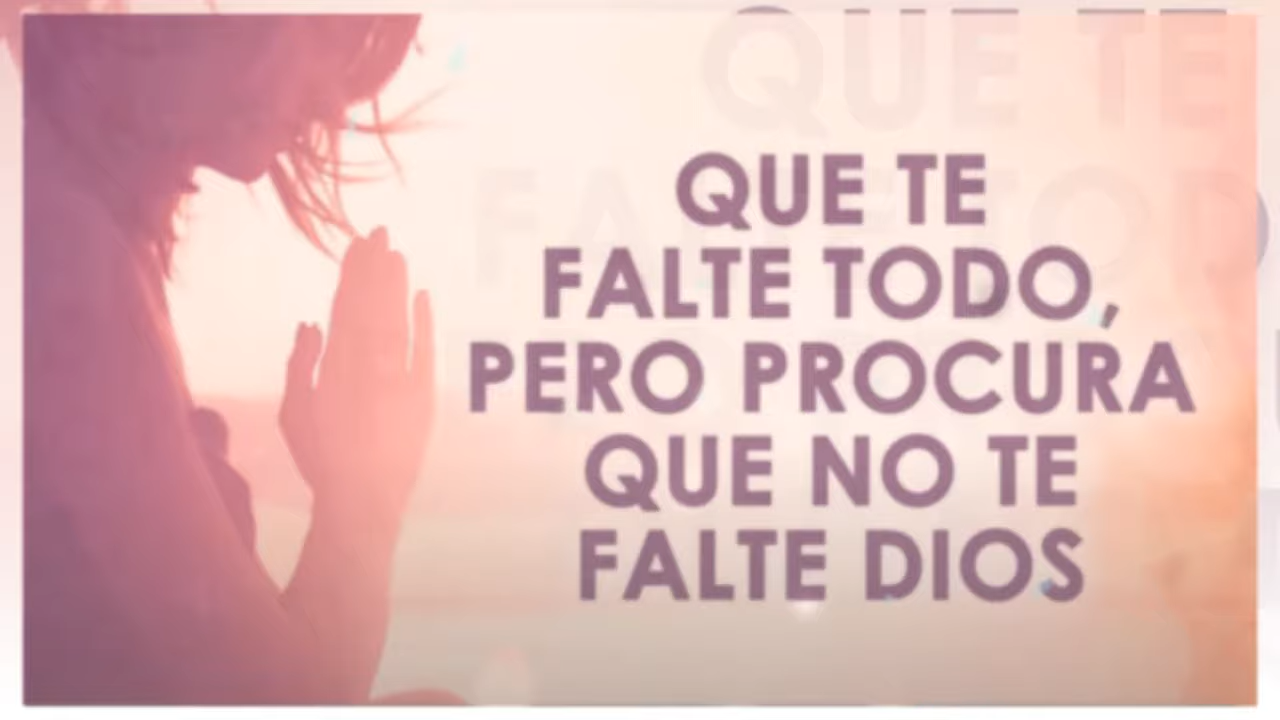 QUE TE
FALTE TODO,
PERO PROCURA
QUE NO TE
FALTE DIOS